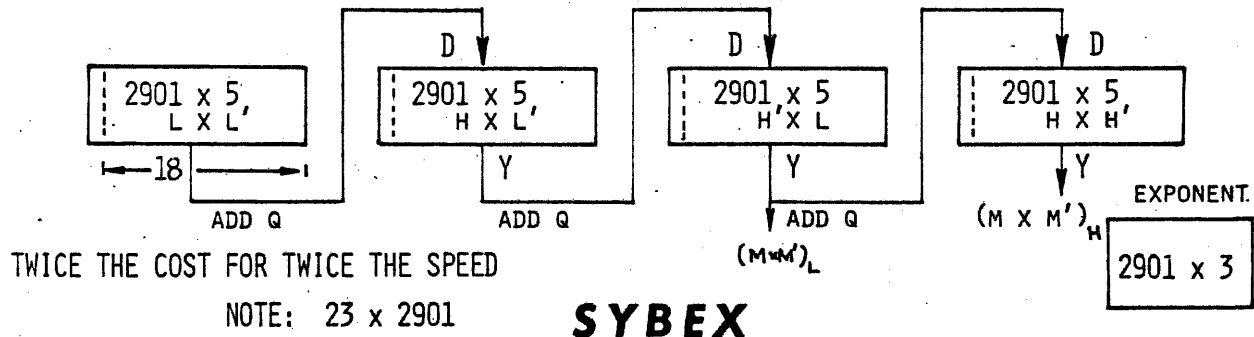 D D D
2901 x 5, 2901 x 5, 2901, x 5 2901 x 5,
L X L' H X L' H' X L H X H'
18 Y Y Y
EXPONENT.
ADD Q ADD Q ADD Q (M X M')H
(MxM')L
2901 x 3
TWICE THE COST FOR TWICE THE SPEED
NOTE: 23 x 2901 SYBEX